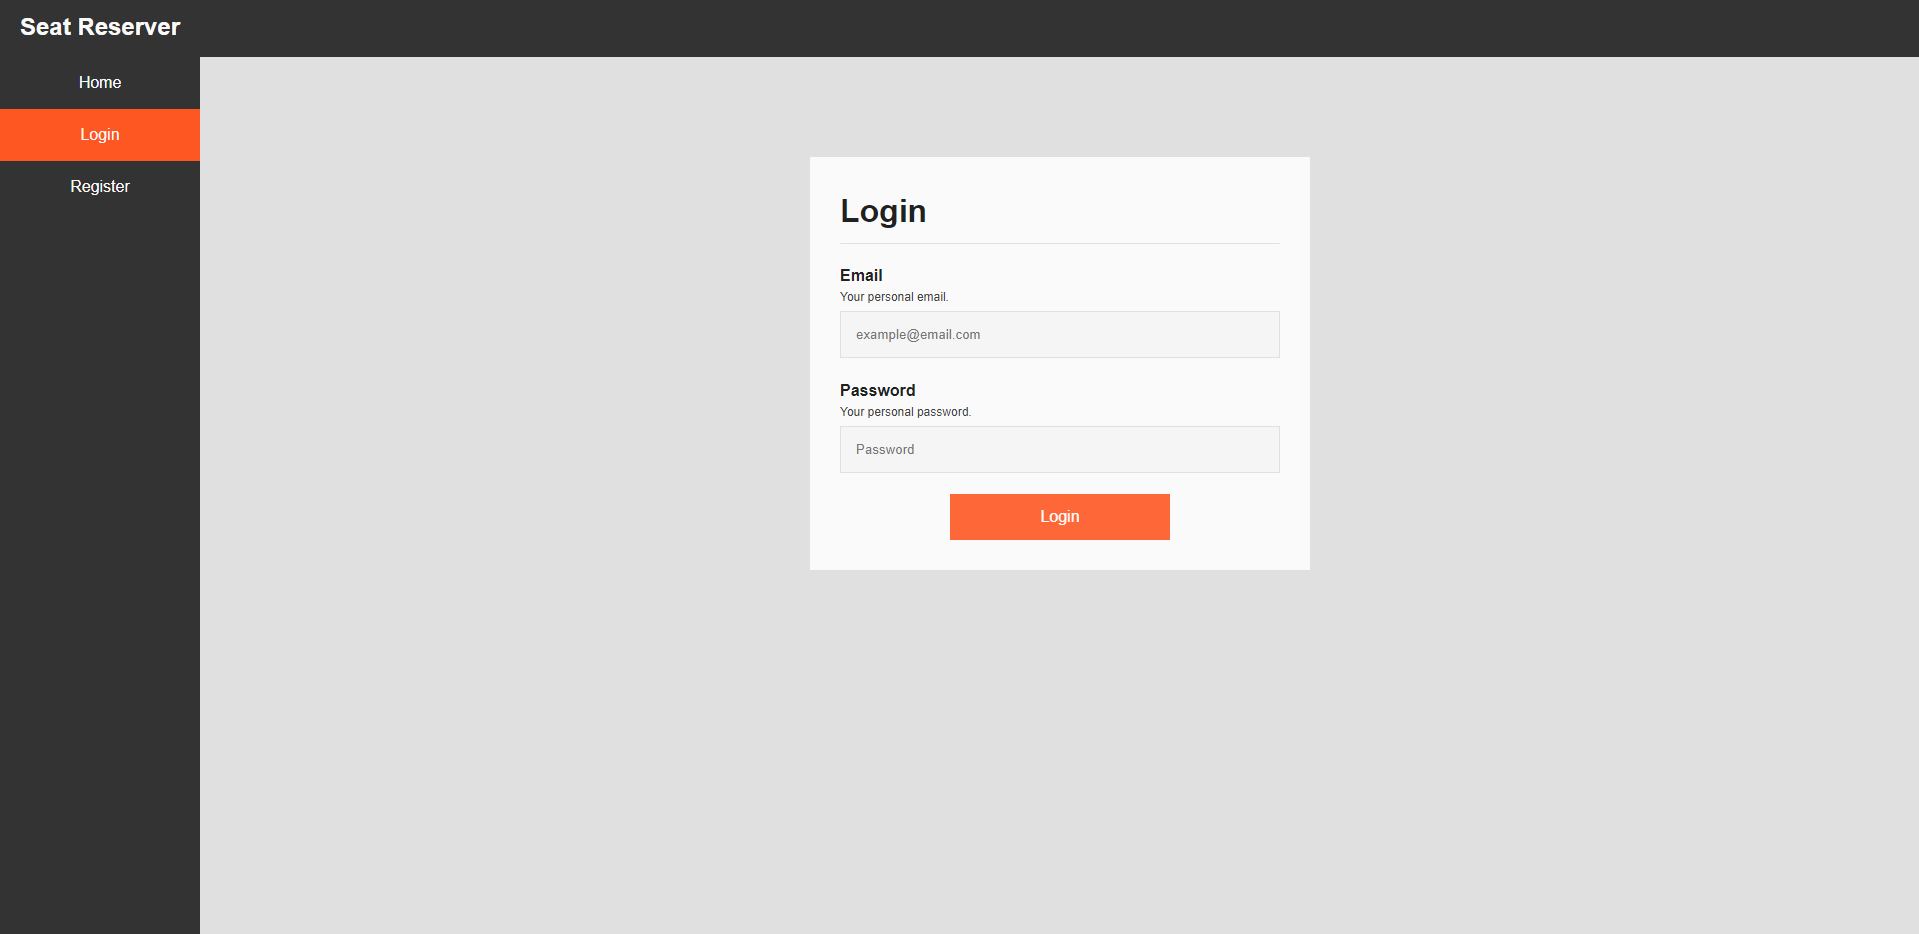 Seat Reserver
Home
Login
Register
Login
Email
Your personal email.
example@email.com
Password
Your personal password.
Password
Login